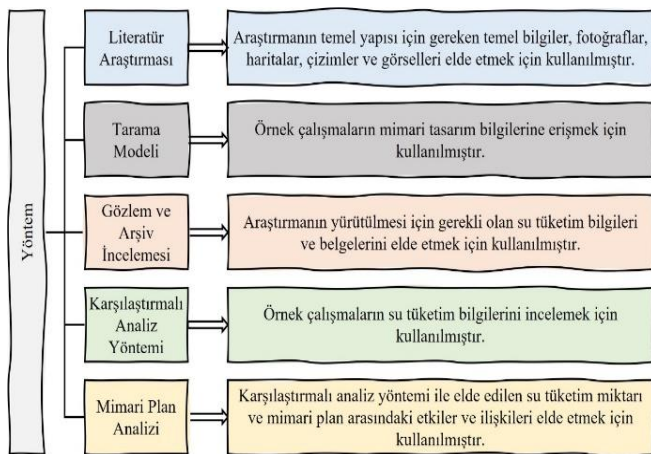 Yöntem
Literatür
Araştırması
Araştırmanın temel yapısı için gereken temel bilgiler, fotoğraflar,
haritalar, çizimler ve görselleri elde etmek için kullanılmıştır.
Tarama
Modeli
Örnek çalışmaların mimari tasarım bilgilerine erişmek için
kullanılmıştır.
Gözlem ve
Arşiv
İncelemesi
Araştırmanın yürütülmesi için gerekli olan su tüketim bilgileri
ve belgelerini elde etmek için kullanılmıştır.
Karşılaştırmalı
Analiz
Yöntemi
Örnek çalışmaların su tüketim bilgilerini incelemek için
kullanılmıştır.
Mimari Plan
Analizi
Karşılaştırmalı analiz yöntemi ile elde edilen su tüketim miktarı
ve mimari plan arasındaki etkiler ve ilişkileri elde etmek için
kullanılmıştır.